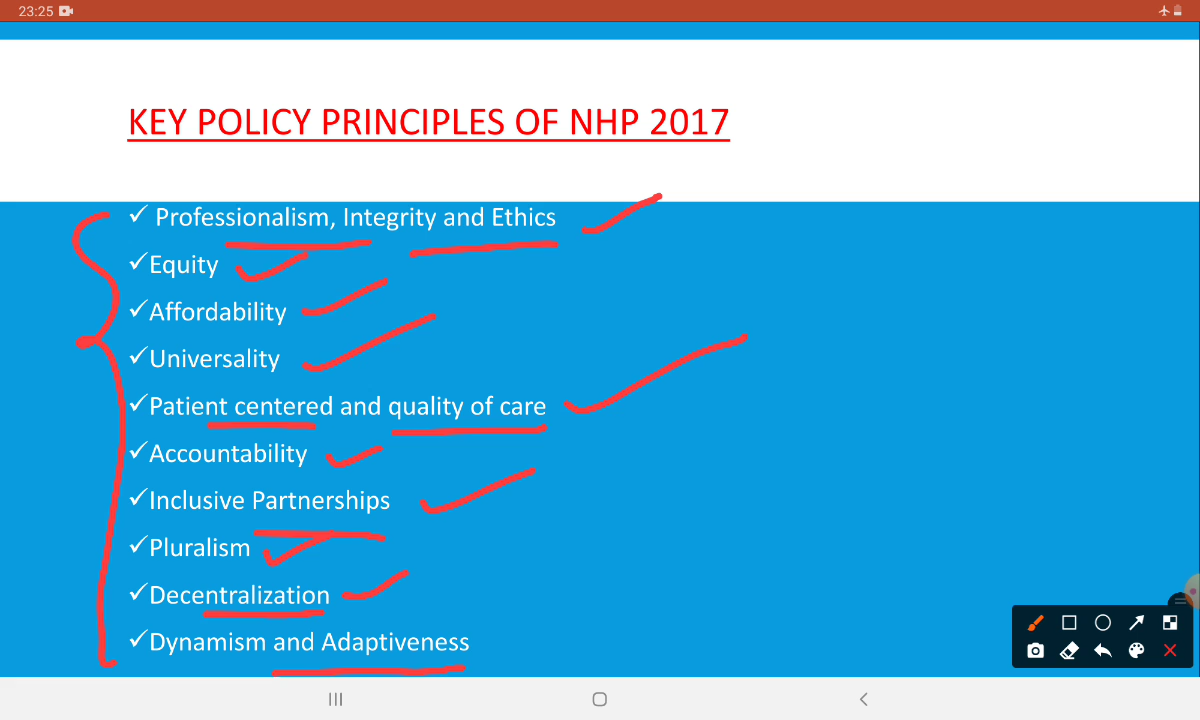 23:25
KEY POLICY PRINCIPLES OF NHP 2017
✓ Professionalism, Integrity and Ethics
✓Equity
✓Affordability
✓Universality
✓Patient centered and quality of care
✓Accountability
✓Inclusive Partnerships
✓Pluralism
✓Decentralization
✓Dynamism and Adaptiveness